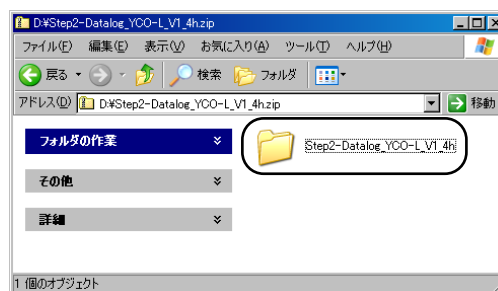 D:¥Step2-Datalog_YCO-L_V1_4h.zip
ファイル(F) 編集(E) 表示(V) お気に入り(A) ツール(T) ヘルプ(H)
戻る 検索 フォルダ
アドレス(D) D:¥Step2-Datalog_YCO-L_V1_4h.zip 移動
フォルダの作業
Step2-Datalog_YCO-L_V1_4h
その他
詳細
1 個のオブジェクト